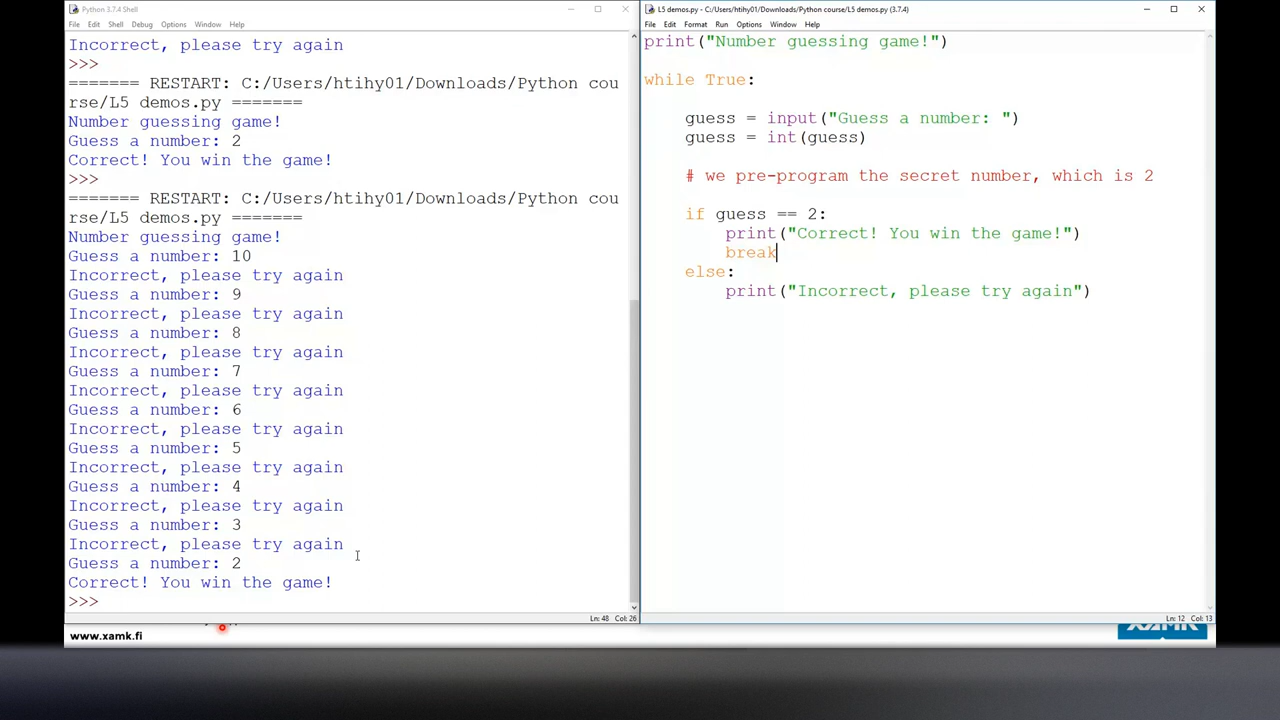 Python 3.7.4 Shell
File Edit Shell Debug Options Window Help
Incorrect, please try again
>>>
======= RESTART: C:/Users/htihy01/Downloads/Python cou
rse/L5 demos.py =======
Number guessing game!
Guess a number: 2
Correct! You win the game!
>>>
======= RESTART: C:/Users/htihy01/Downloads/Python cou
rse/L5 demos.py =======
Number guessing game!
Guess a number: 10
Incorrect, please try again
Guess a number: 9
Incorrect, please try again
Guess a number: 8
Incorrect, please try again
Guess a number: 7
Incorrect, please try again
Guess a number: 6
Incorrect, please try again
Guess a number: 5
Incorrect, please try again
Guess a number: 4
Incorrect, please try again
Guess a number: 3
Incorrect, please try again
Guess a number: 2
Correct! You win the game!
>>>
Ln: 48 Col: 26
L5 demos.py - C:/Users/htihy01/Downloads/Python course/L5 demos.py (3.7.4)
File Edit Format Run Options Window Help
print("Number guessing game!")
while True:
guess = input("Guess a number: ")
guess = int(guess)
# we pre-program the secret number, which is 2
if guess == 2:
print("Correct! You win the game!")
break
else:
print("Incorrect, please try again")
Ln: 12 Col: 13
www.xamk.fi